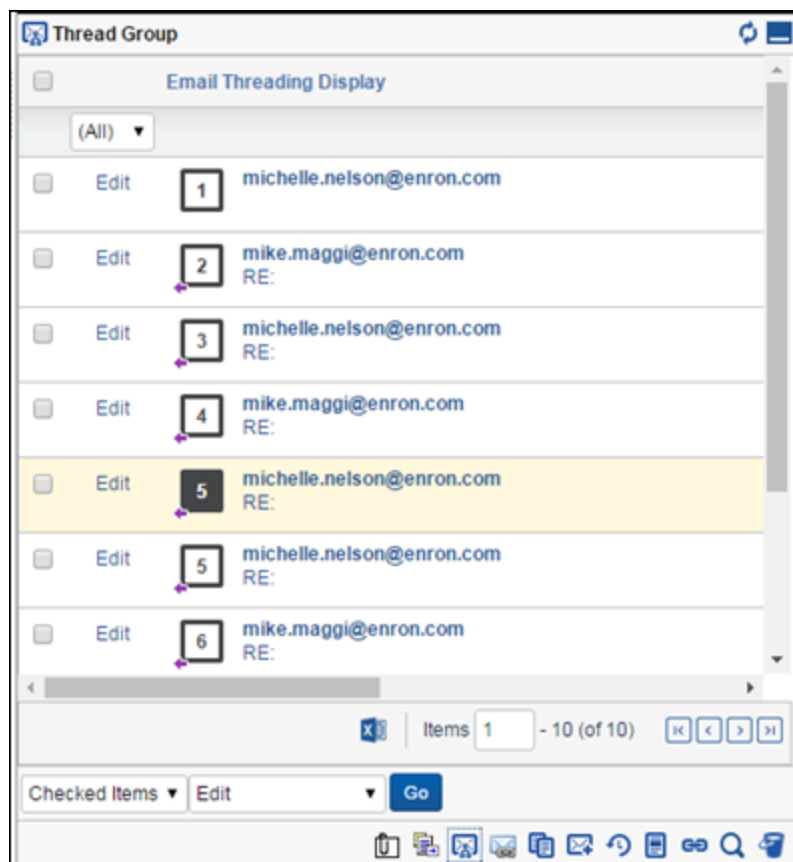 Thread Group
Email Threading Display
(All)
Edit 1 michelle.nelson@enron.com
Edit 2 mike.maggi@enron.com
RE:
Edit 3 michelle.nelson@enron.com
RE:
Edit 4 mike.maggi@enron.com
RE:
Edit 5 michelle.nelson@enron.com
RE:
Edit 5 michelle.nelson@enron.com
RE:
Edit 6 mike.maggi@enron.com
RE:
Items 1 - 10 (of 10)
Checked Items Edit Go